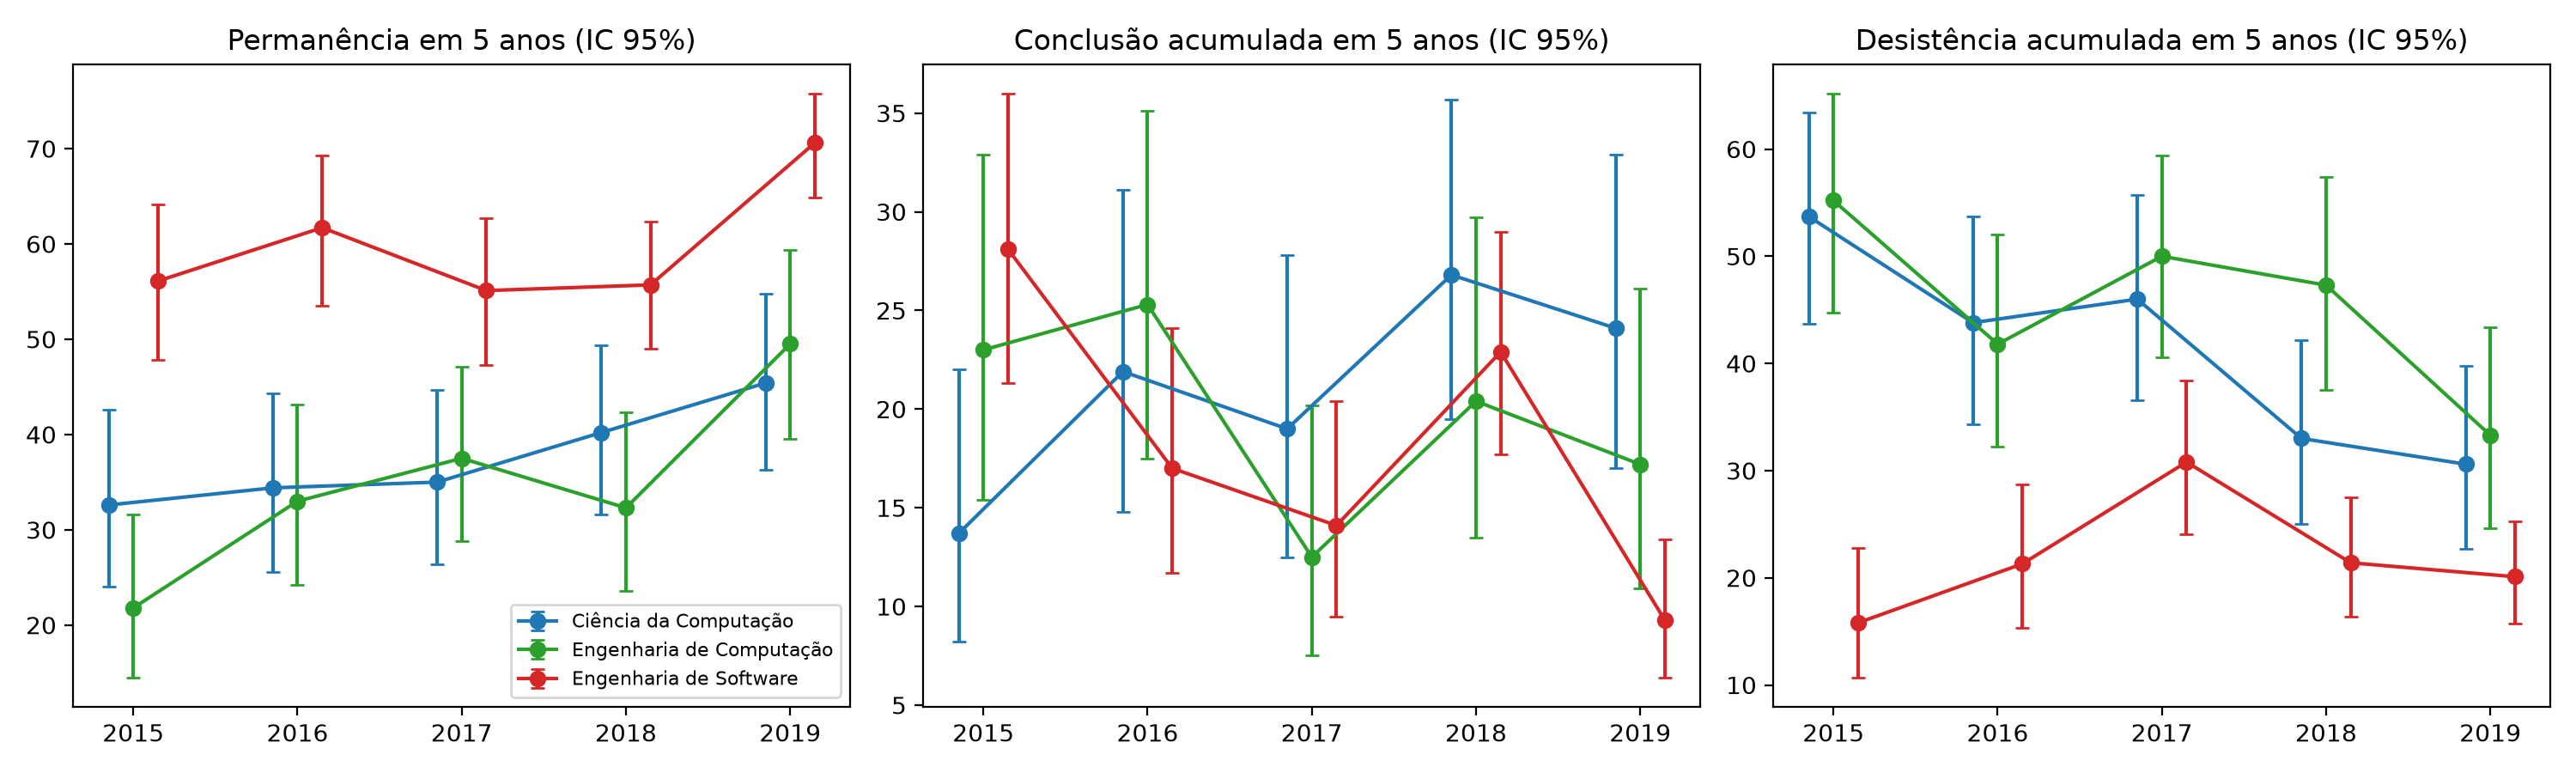 Permanência em 5 anos (IC 95%)
70
60
50
40
30
20
2015 2016 2017 2018 2019
Ciência da Computação
Engenharia de Computação
Engenharia de Software
Conclusão acumulada em 5 anos (IC 95%)
35
30
25
20
15
10
5
2015 2016 2017 2018 2019
Desistência acumulada em 5 anos (IC 95%)
60
50
40
30
20
10
2015 2016 2017 2018 2019